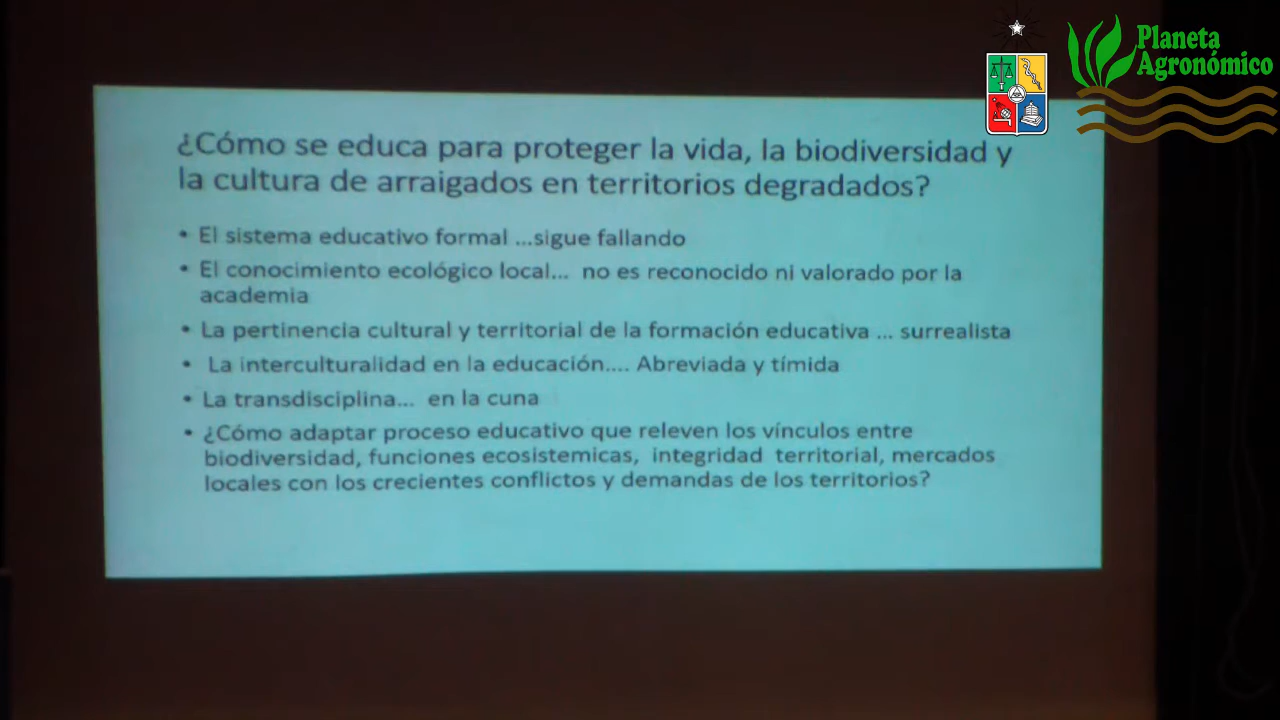 Planeta
Agronómico
¿Cómo se educa para proteger la vida, la biodiversidad y
la cultura de arraigados en territorios degradados?
• El sistema educativo formal ...sigue fallando
• El conocimiento ecológico local... no es reconocido ni valorado por la
academia
• La pertinencia cultural y territorial de la formación educativa ... surrealista
• La interculturalidad en la educación.... Abreviada y tímida
• La transdisciplina... en la cuna
• ¿Cómo adaptar proceso educativo que releven los vínculos entre
biodiversidad, funciones ecosistemicas, integridad territorial, mercados
locales con los crecientes conflictos y demandas de los territorios?